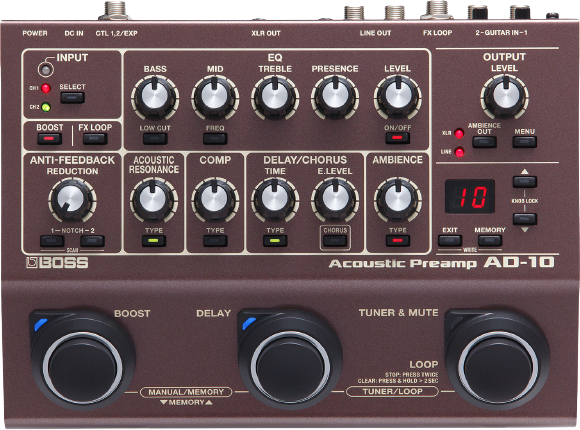 POWER DC IN CTL 1,2/EXP XLR OUT LINE OUT FX LOOP 2-GUITAR IN-1
INPUT
CH1
CH2
SELECT
BOOST FX LOOP
EQ
BASS MID TREBLE PRESENCE LEVEL
LOW CUT FREQ ON/OFF
OUTPUT
LEVEL
XLR
LINE
AMBIENCE
OUT
MENU
ANTI-FEEDBACK
REDUCTION
1-NOTCH-2
SCAN
ACOUSTIC
RESONANCE
TYPE
COMP
TYPE
DELAY/CHORUS
TIME E.LEVEL
TYPE CHORUS
AMBIENCE
TYPE
10
KNOB LOCK
EXIT MEMORY
WRITE
BOSS
Acoustic Preamp AD-10
BOOST
DELAY
TUNER & MUTE
LOOP
STOP: PRESS TWICE
CLEAR: PRESS & HOLD > 2 SEC
MANUAL/MEMORY
▼MEMORY▲
TUNER/LOOP